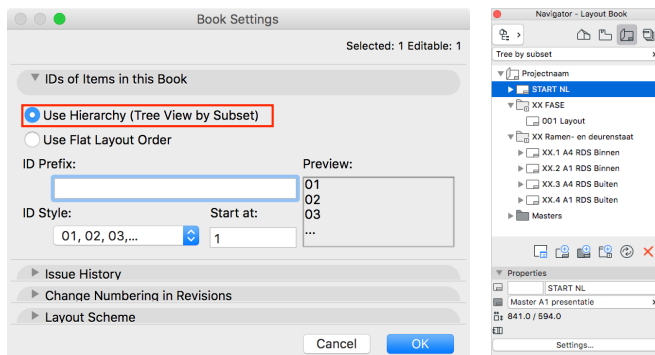 Book Settings
Selected: 1 Editable: 1
IDs of Items in this Book
Use Hierarchy (Tree View by Subset)
Use Flat Layout Order
ID Prefix:
Preview:
01
02
03
...
ID Style:
Start at:
01, 02, 03,...
1
Issue History
Change Numbering in Revisions
Layout Scheme
Cancel
OK
Navigator - Layout Book
Tree by subset
Projectnaam
START NL
XX FASE
001 Layout
XX Ramen- en deurenstaat
XX.1 A4 RDS Binnen
XX.2 A1 RDS Binnen
XX.3 A4 RDS Buiten
XX.4 A1 RDS Buiten
Masters
Properties
START NL
Master A1 presentatie
841.0 / 594.0
Settings...